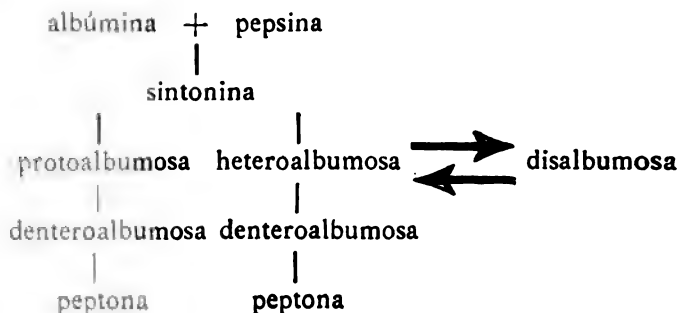 albúmina + pepsina
sintonina
protoalbumosa heteroalbumosa disalbumosa
denteroalbumosa denteroalbumosa
peptona peptona